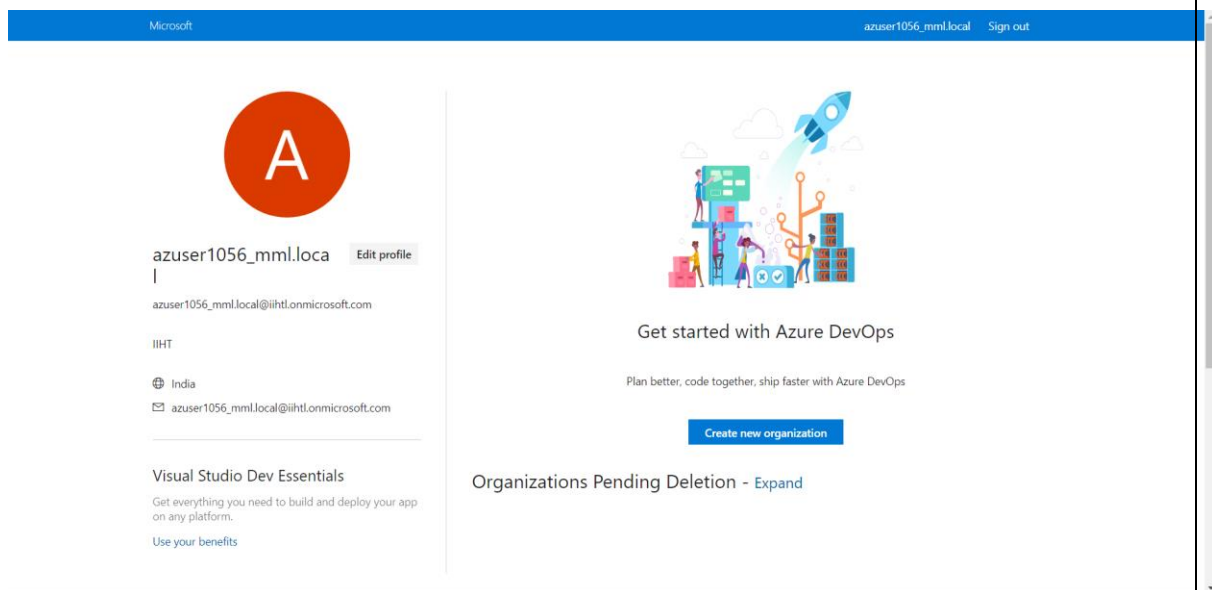 Microsoft
azuser1056_mml.local Sign out
A
azuser1056_mml.loca
l
Edit profile
azuser1056_mml.local@iihtl.onmicrosoft.com
IIHT
India
azuser1056_mml.local@iihtl.onmicrosoft.com
Visual Studio Dev Essentials
Get everything you need to build and deploy your app
on any platform.
Use your benefits
Get started with Azure DevOps
Plan better, code together, ship faster with Azure DevOps
Create new organization
Organizations Pending Deletion - Expand